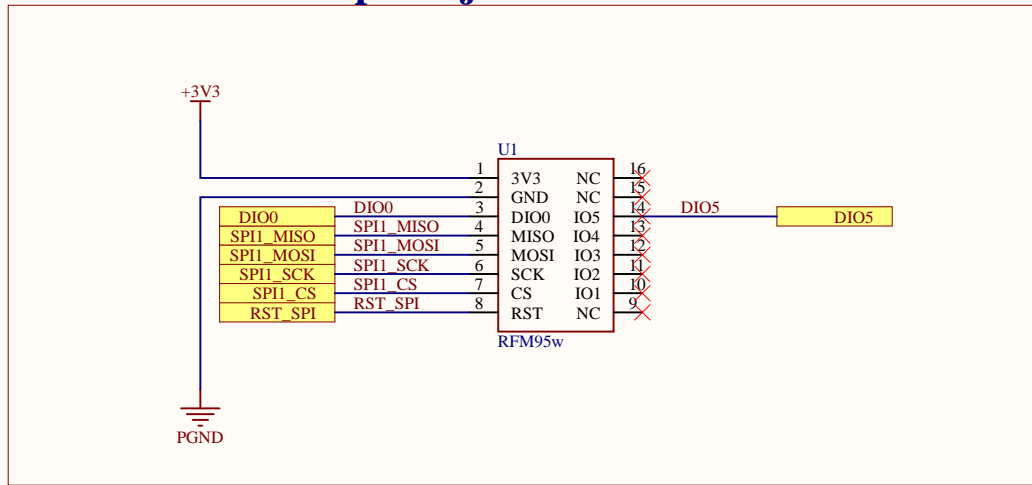 +3V3
U1
1 3V3 NC 16
2 GND NC 15
DIO0 DIO0 3 DIO0 IO5 14 DIO5 DIO5
SPI1_MISO SPI1_MISO 4 MISO IO4 13
SPI1_MOSI SPI1_MOSI 5 MOSI IO3 12
SPI1_SCK SPI1_SCK 6 SCK IO2 11
SPI1_CS SPI1_CS 7 CS IO1 10
RST_SPI RST_SPI 8 RST NC 9
RFM95w
PGND